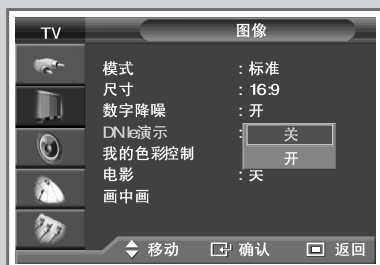 TV 图像
模式 : 标准
尺寸 : 16:9
数字降噪 : 开
DNIe演示 :
关
开
我的色彩控制
电影 : 关
画中画
移动 确认 返回